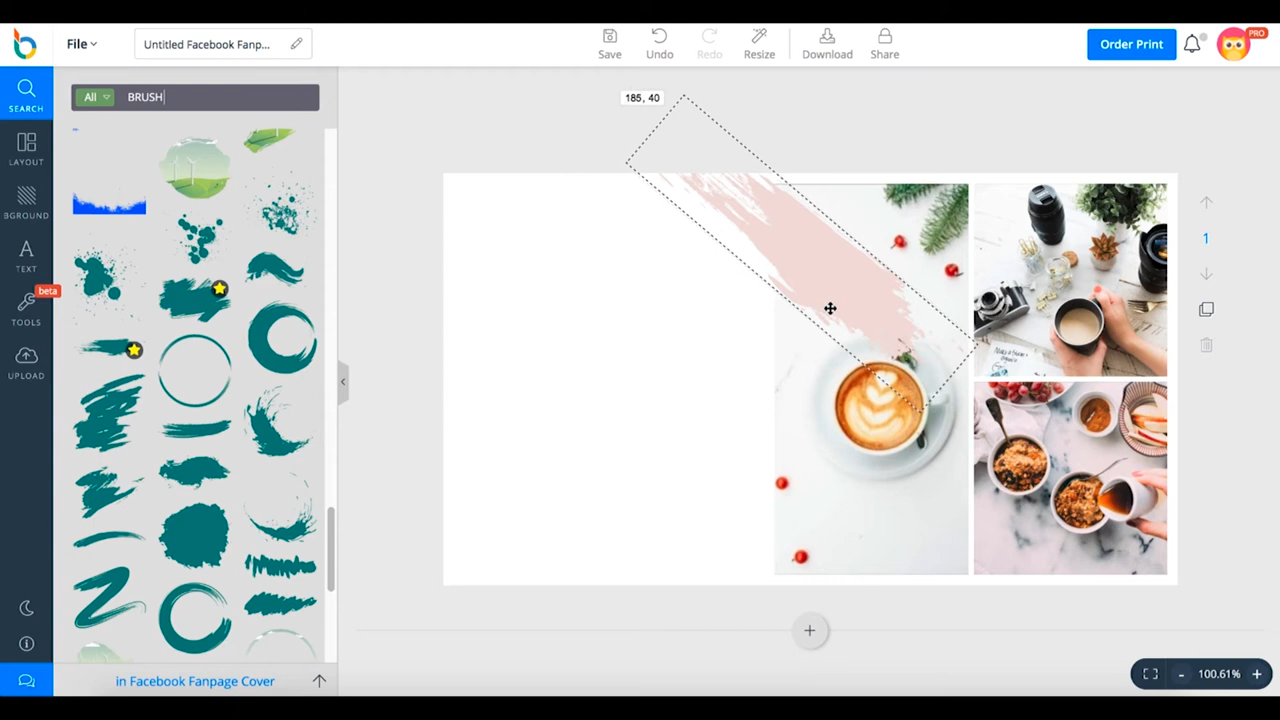 File
Untitled Facebook Fanp...
Save
Undo
Redo
Resize
Download
Share
Order Print
PRO
SEARCH
All
BRUSH
185, 40
LAYOUT
BGROUND
1
TEXT
beta
TOOLS
UPLOAD
in Facebook Fanpage Cover
+
- 100.61% +